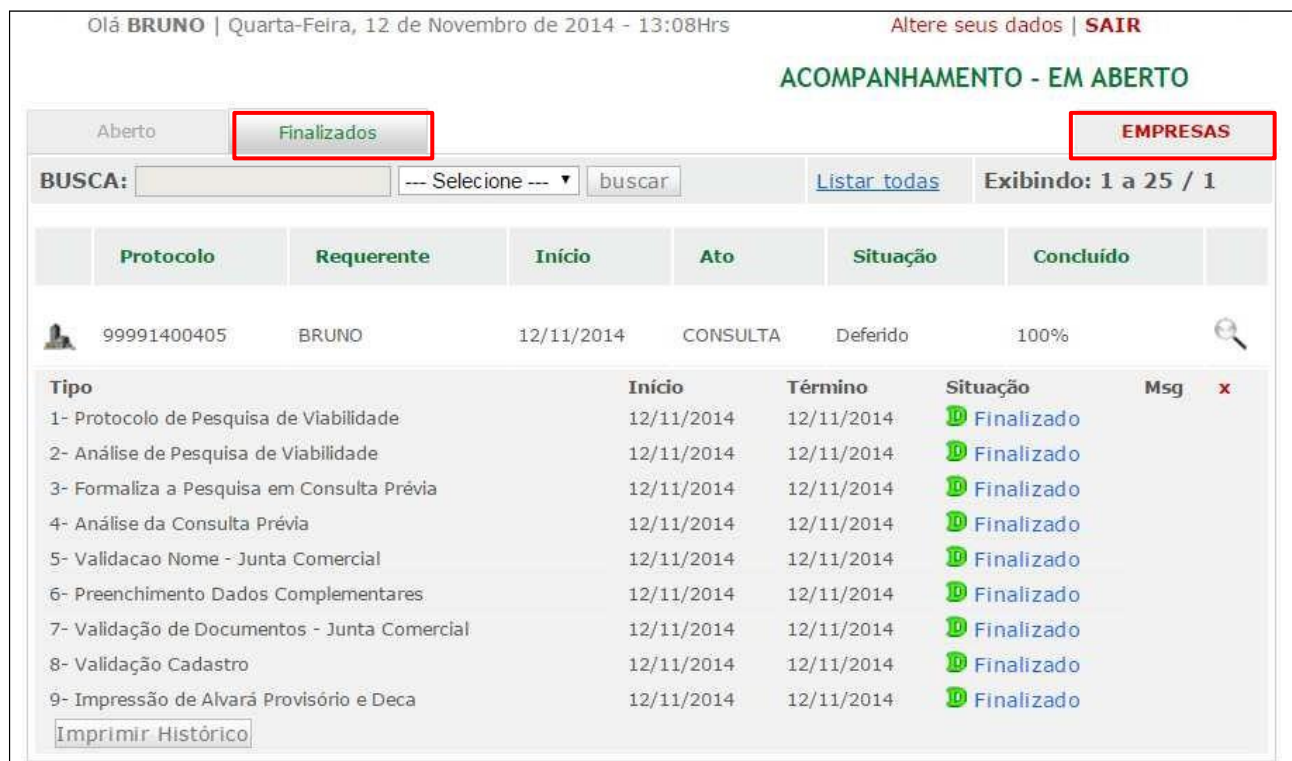 Olá BRUNO | Quarta-Feira, 12 de Novembro de 2014 - 13:08Hrs Altere seus dados | SAIR
ACOMPANHAMENTO - EM ABERTO
Aberto Finalizados EMPRESAS
BUSCA: --- Selecione --- buscar Listar todas Exibindo: 1 a 25 / 1
Protocolo Requerente Início Ato Situação Concluído
99991400405 BRUNO 12/11/2014 CONSULTA Deferido 100%
Tipo Início Término Situação Msg x
1- Protocolo de Pesquisa de Viabilidade 12/11/2014 12/11/2014 D Finalizado
2- Análise de Pesquisa de Viabilidade 12/11/2014 12/11/2014 D Finalizado
3- Formaliza a Pesquisa em Consulta Prévia 12/11/2014 12/11/2014 D Finalizado
4- Análise da Consulta Prévia 12/11/2014 12/11/2014 D Finalizado
5- Validacao Nome - Junta Comercial 12/11/2014 12/11/2014 D Finalizado
6- Preenchimento Dados Complementares 12/11/2014 12/11/2014 D Finalizado
7- Validação de Documentos - Junta Comercial 12/11/2014 12/11/2014 D Finalizado
8- Validação Cadastro 12/11/2014 12/11/2014 D Finalizado
9- Impressão de Alvará Provisório e Deca 12/11/2014 12/11/2014 D Finalizado
Imprimir Histórico